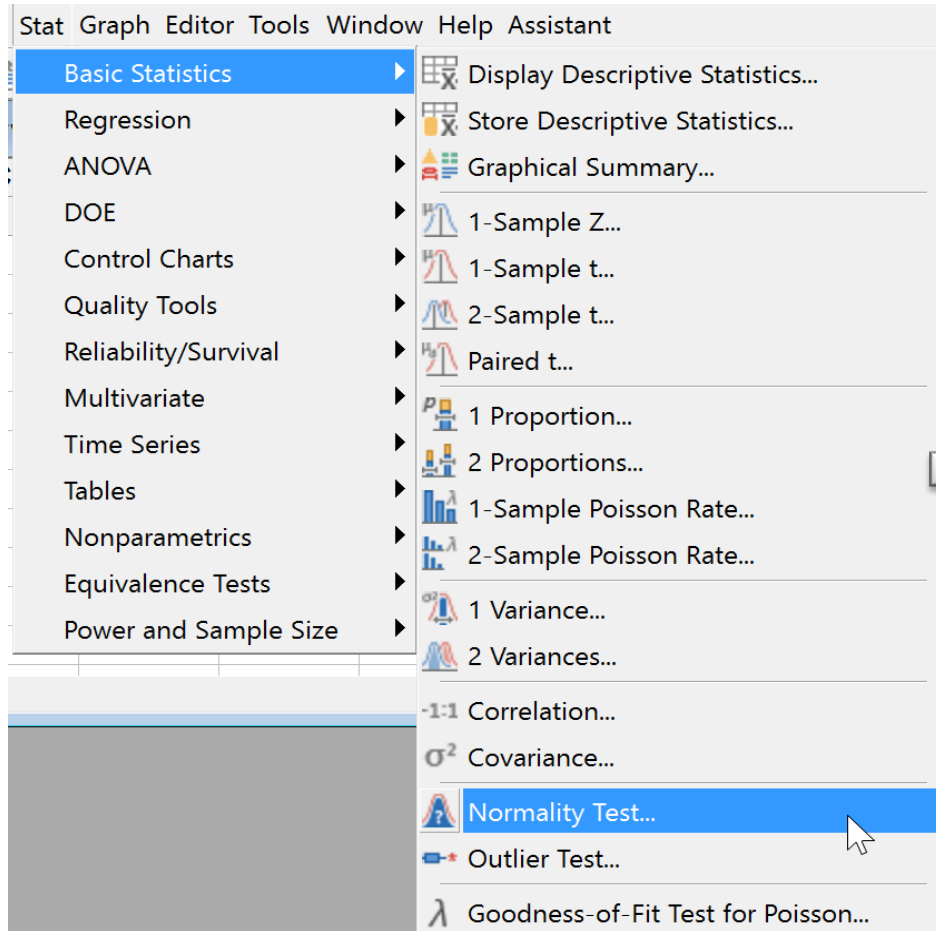 Stat Graph Editor Tools Window Help Assistant
Basic Statistics
Regression
ANOVA
DOE
Control Charts
Quality Tools
Reliability/Survival
Multivariate
Time Series
Tables
Nonparametrics
Equivalence Tests
Power and Sample Size
Display Descriptive Statistics...
Store Descriptive Statistics...
Graphical Summary...
1-Sample Z...
1-Sample t...
2-Sample t...
Paired t...
1 Proportion...
2 Proportions...
1-Sample Poisson Rate...
2-Sample Poisson Rate...
1 Variance...
2 Variances...
-1:1 Correlation...
σ² Covariance...
Normality Test...
Outlier Test...
λ Goodness-of-Fit Test for Poisson...